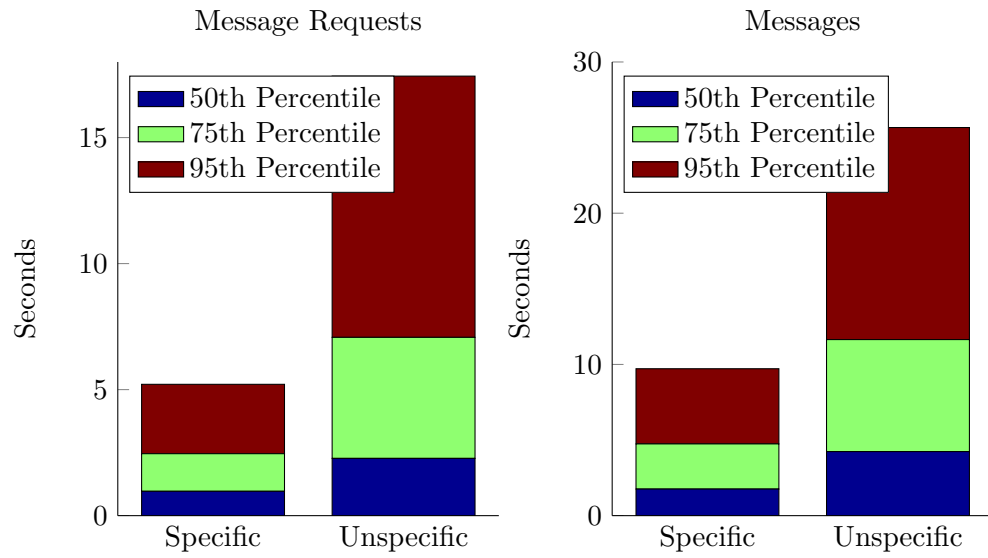 Message Requests
Seconds
15
10
5
0
50th Percentile
75th Percentile
95th Percentile
Specific
Unspecific
Messages
Seconds
30
20
10
0
50th Percentile
75th Percentile
95th Percentile
Specific
Unspecific